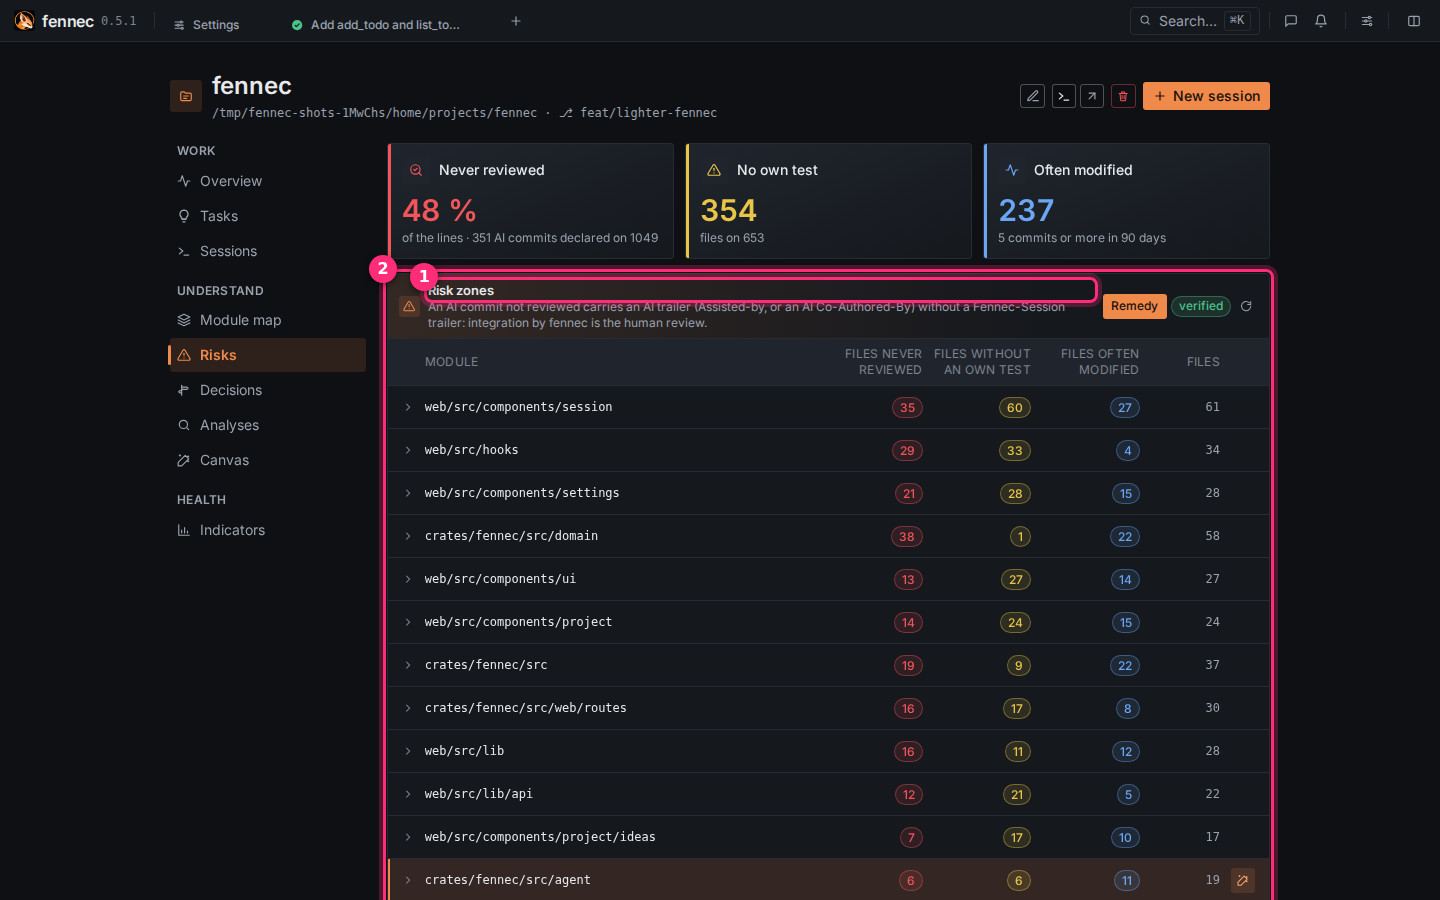 fennec 0.5.1
Settings
Add add_todo and list_to...
Search... ⌘K
fennec
/tmp/fennec-shots-1MwChs/home/projects/fennec · ⎇ feat/lighter-fennec
New session
WORK
Overview
Tasks
Sessions
UNDERSTAND
Module map
Risks
Decisions
Analyses
Canvas
HEALTH
Indicators
Never reviewed
48 %
of the lines · 351 AI commits declared on 1049
No own test
354
files on 653
Often modified
237
5 commits or more in 90 days
2
1
Risk zones
An AI commit not reviewed carries an AI trailer (Assisted-by, or an AI Co-Authored-By) without a Fennec-Session
trailer: integration by fennec is the human review.
Remedy
verified
MODULE FILES NEVER REVIEWED FILES WITHOUT AN OWN TEST FILES OFTEN MODIFIED FILES
web/src/components/session 35 60 27 61
web/src/hooks 29 33 4 34
web/src/components/settings 21 28 15 28
crates/fennec/src/domain 38 1 22 58
web/src/components/ui 13 27 14 27
web/src/components/project 14 24 15 24
crates/fennec/src 19 9 22 37
crates/fennec/src/web/routes 16 17 8 30
web/src/lib 16 11 12 28
web/src/lib/api 12 21 5 22
web/src/components/project/ideas 7 17 10 17
crates/fennec/src/agent 6 6 11 19